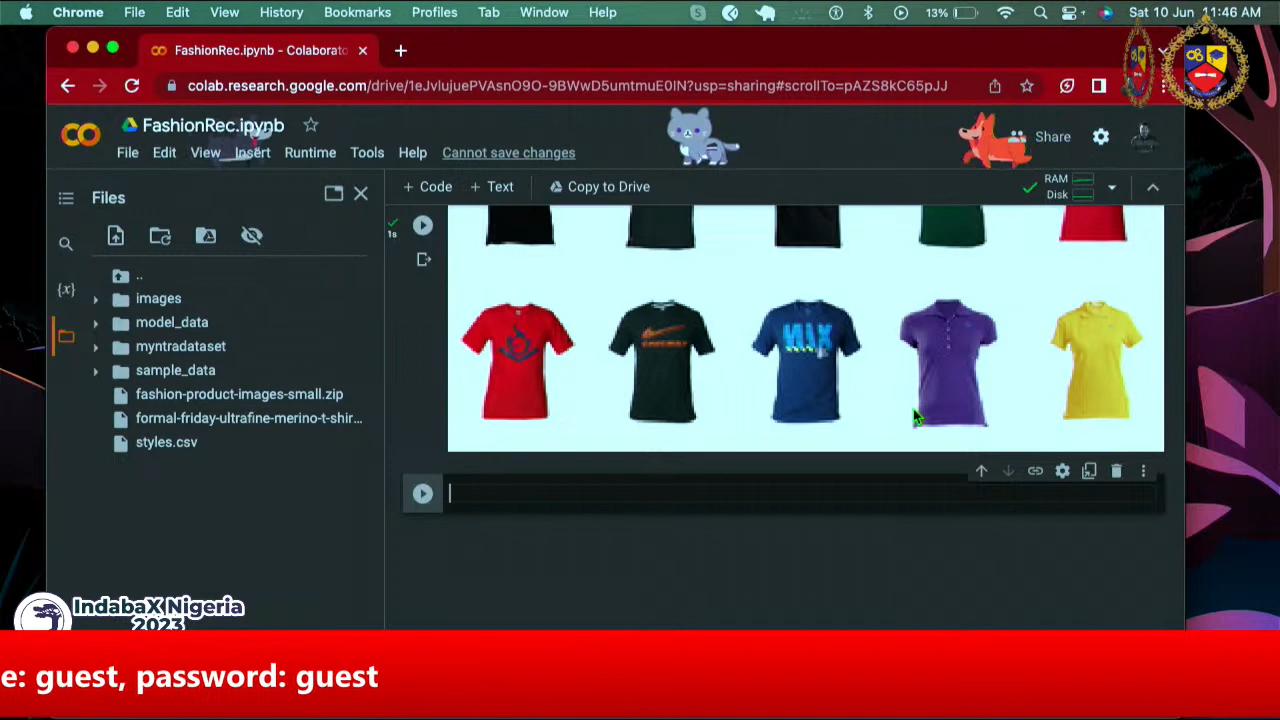 Chrome File Edit View History Bookmarks Profiles Tab Window Help 13% Sat 10 Jun 11:46 AM
FashionRec.ipynb - Colaborato
colab.research.google.com/drive/1eJvlujuePVAsnO9O-9BWwD5umtmuE0IN?usp=sharing#scrollTo=pAZS8kC65pJJ
FashionRec.ipynb
Share
File Edit View Insert Runtime Tools Help Cannot save changes
Files
+ Code + Text Copy to Drive
RAM
Disk
1s
{x}
..
images
model_data
myntradataset
sample_data
fashion-product-images-small.zip
formal-friday-ultrafine-merino-t-shir...
styles.csv
MAX
IndabaX Nigeria
2023
e: guest, password: guest